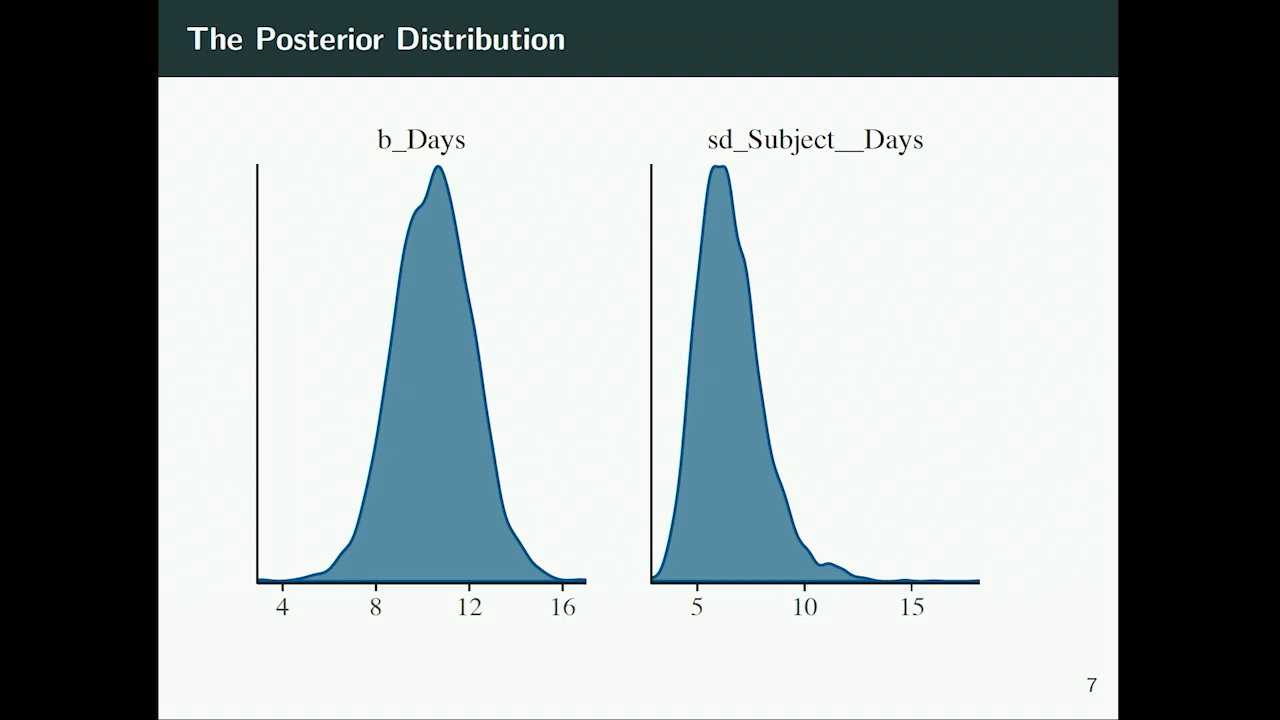 The Posterior Distribution
b_Days
sd_Subject__Days
4 8 12 16
5 10 15
7